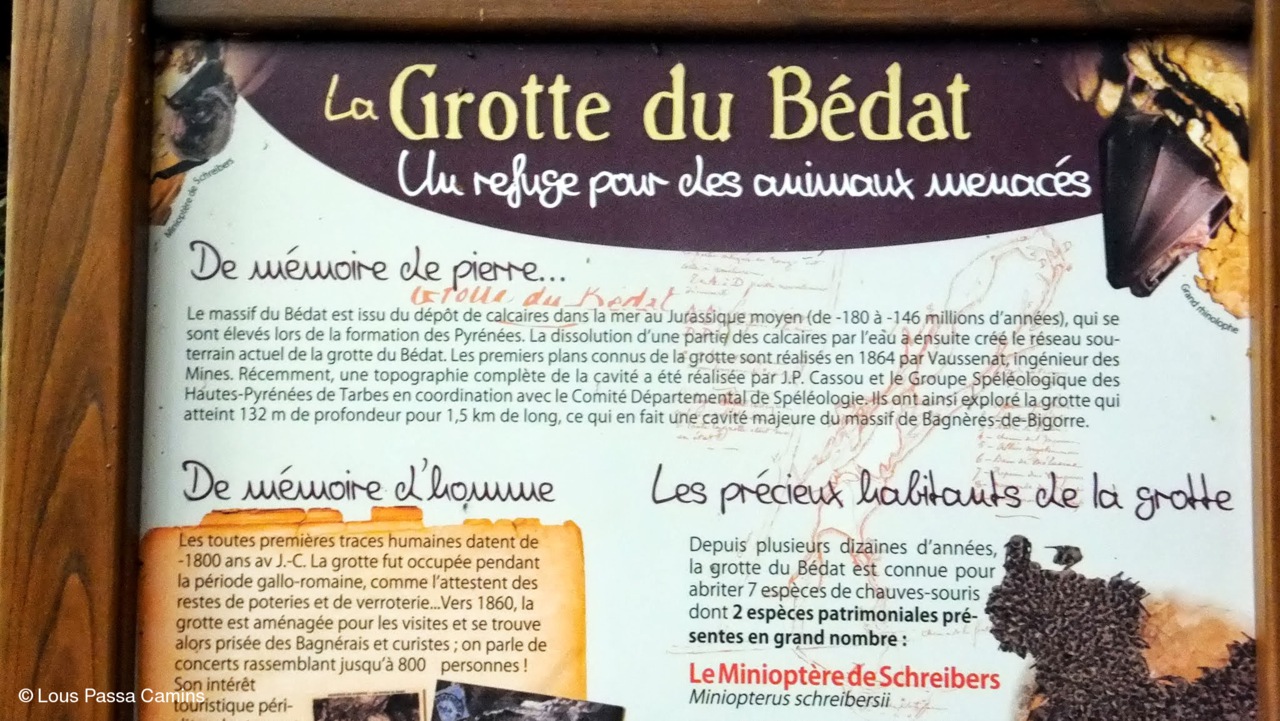 La Grotte du Bédat
Un refuge pour des animaux menacés
Minioptère de Schreibers
Grand rhinolophe
De mémoire de pierre...
Grotte du Bédat
Le massif du Bédat est issu du dépôt de calcaires dans la mer au Jurassique moyen (de -180 à -146 millions d'années), qui se
sont élevés lors de la formation des Pyrénées. La dissolution d'une partie des calcaires par l'eau a ensuite créé le réseau sou-
terrain actuel de la grotte du Bédat. Les premiers plans connus de la grotte sont réalisés en 1864 par Vaussenat, ingénieur des
Mines. Récemment, une topographie complète de la cavité a été réalisée par J.P. Cassou et le Groupe Spéléologique des
Hautes-Pyrénées de Tarbes en coordination avec le Comité Départemental de Spéléologie. Ils ont ainsi exploré la grotte qui
atteint 132 m de profondeur pour 1,5 km de long, ce qui en fait une cavité majeure du massif de Bagnères-de-Bigorre.
De mémoire d'homme
Les toutes premières traces humaines datent de
-1800 ans av J.-C. La grotte fut occupée pendant
la période gallo-romaine, comme l'attestent des
restes de poteries et de verroterie...Vers 1860, la
grotte est aménagée pour les visites et se trouve
alors prisée des Bagnérais et curistes ; on parle de
concerts rassemblant jusqu'à 800 personnes !
Son intérêt
touristique péri-
Les précieux habitants de la grotte
Depuis plusieurs dizaines d'années,
la grotte du Bédat est connue pour
abriter 7 espèces de chauves-souris
dont 2 espèces patrimoniales pré-
sentes en grand nombre :
Le Minioptère de Schreibers
Miniopterus schreibersii
© Lous Passa Camins